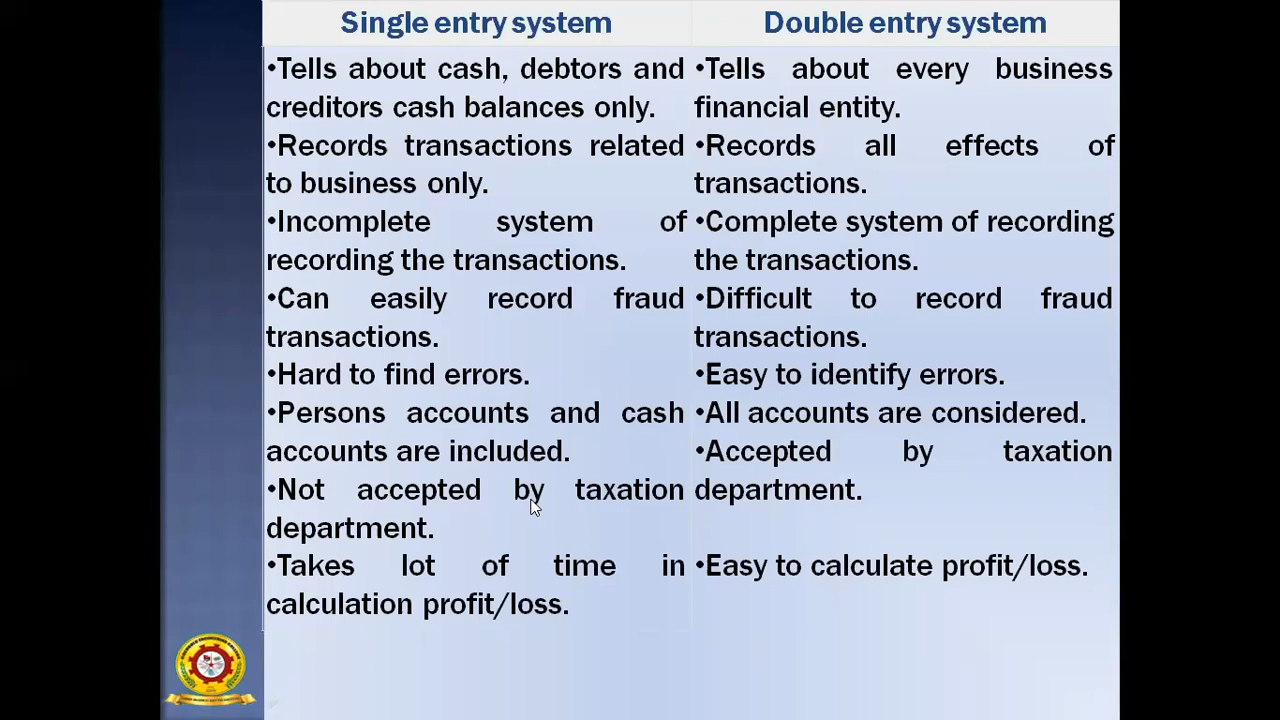 Single entry system
•Tells about cash, debtors and
creditors cash balances only.
•Records transactions related
to business only.
•Incomplete system of
recording the transactions.
•Can easily record fraud
transactions.
•Hard to find errors.
•Persons accounts and cash
accounts are included.
•Not accepted by taxation
department.
•Takes lot of time in
calculation profit/loss.
Double entry system
•Tells about every business
financial entity.
•Records all effects of
transactions.
•Complete system of recording
the transactions.
•Difficult to record fraud
transactions.
•Easy to identify errors.
•All accounts are considered.
•Accepted by taxation
department.
•Easy to calculate profit/loss.